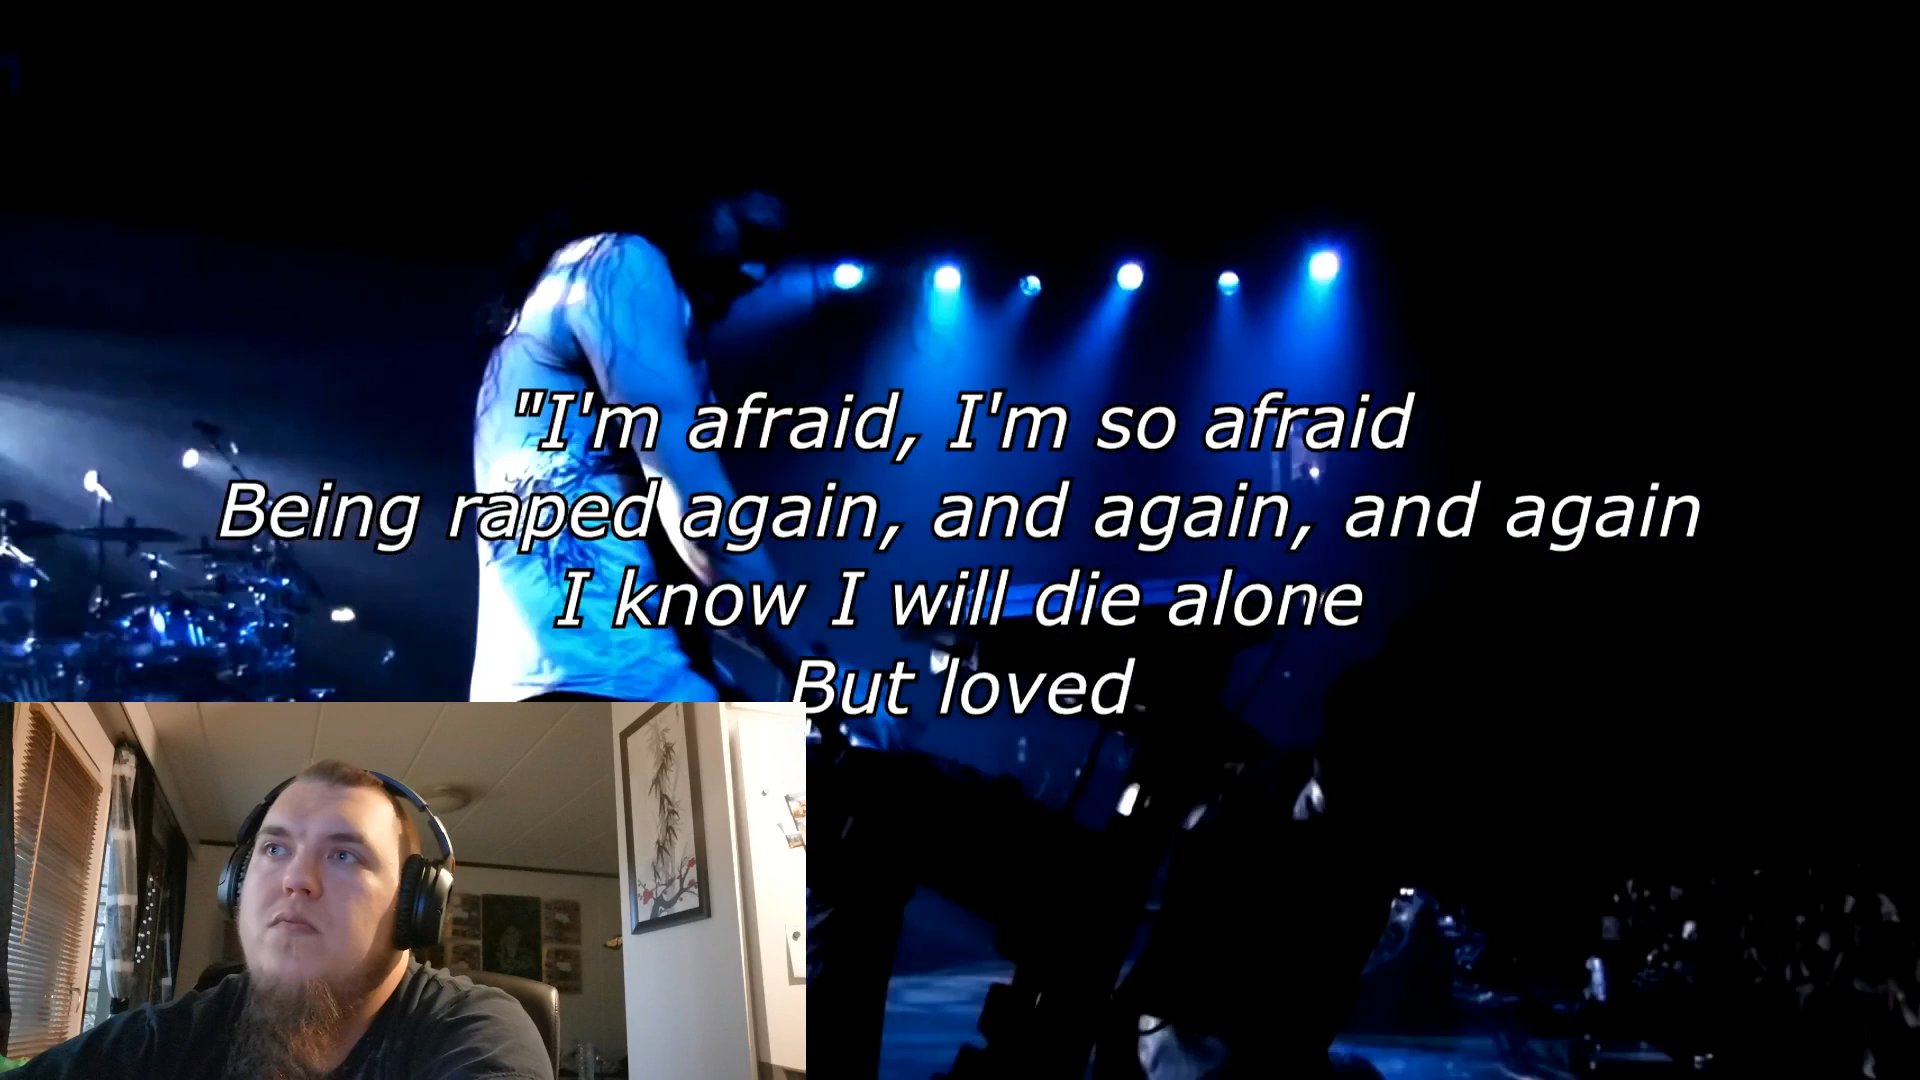 "I'm afraid, I'm so afraid
Being raped again, and again, and again
I know I will die alone
But loved